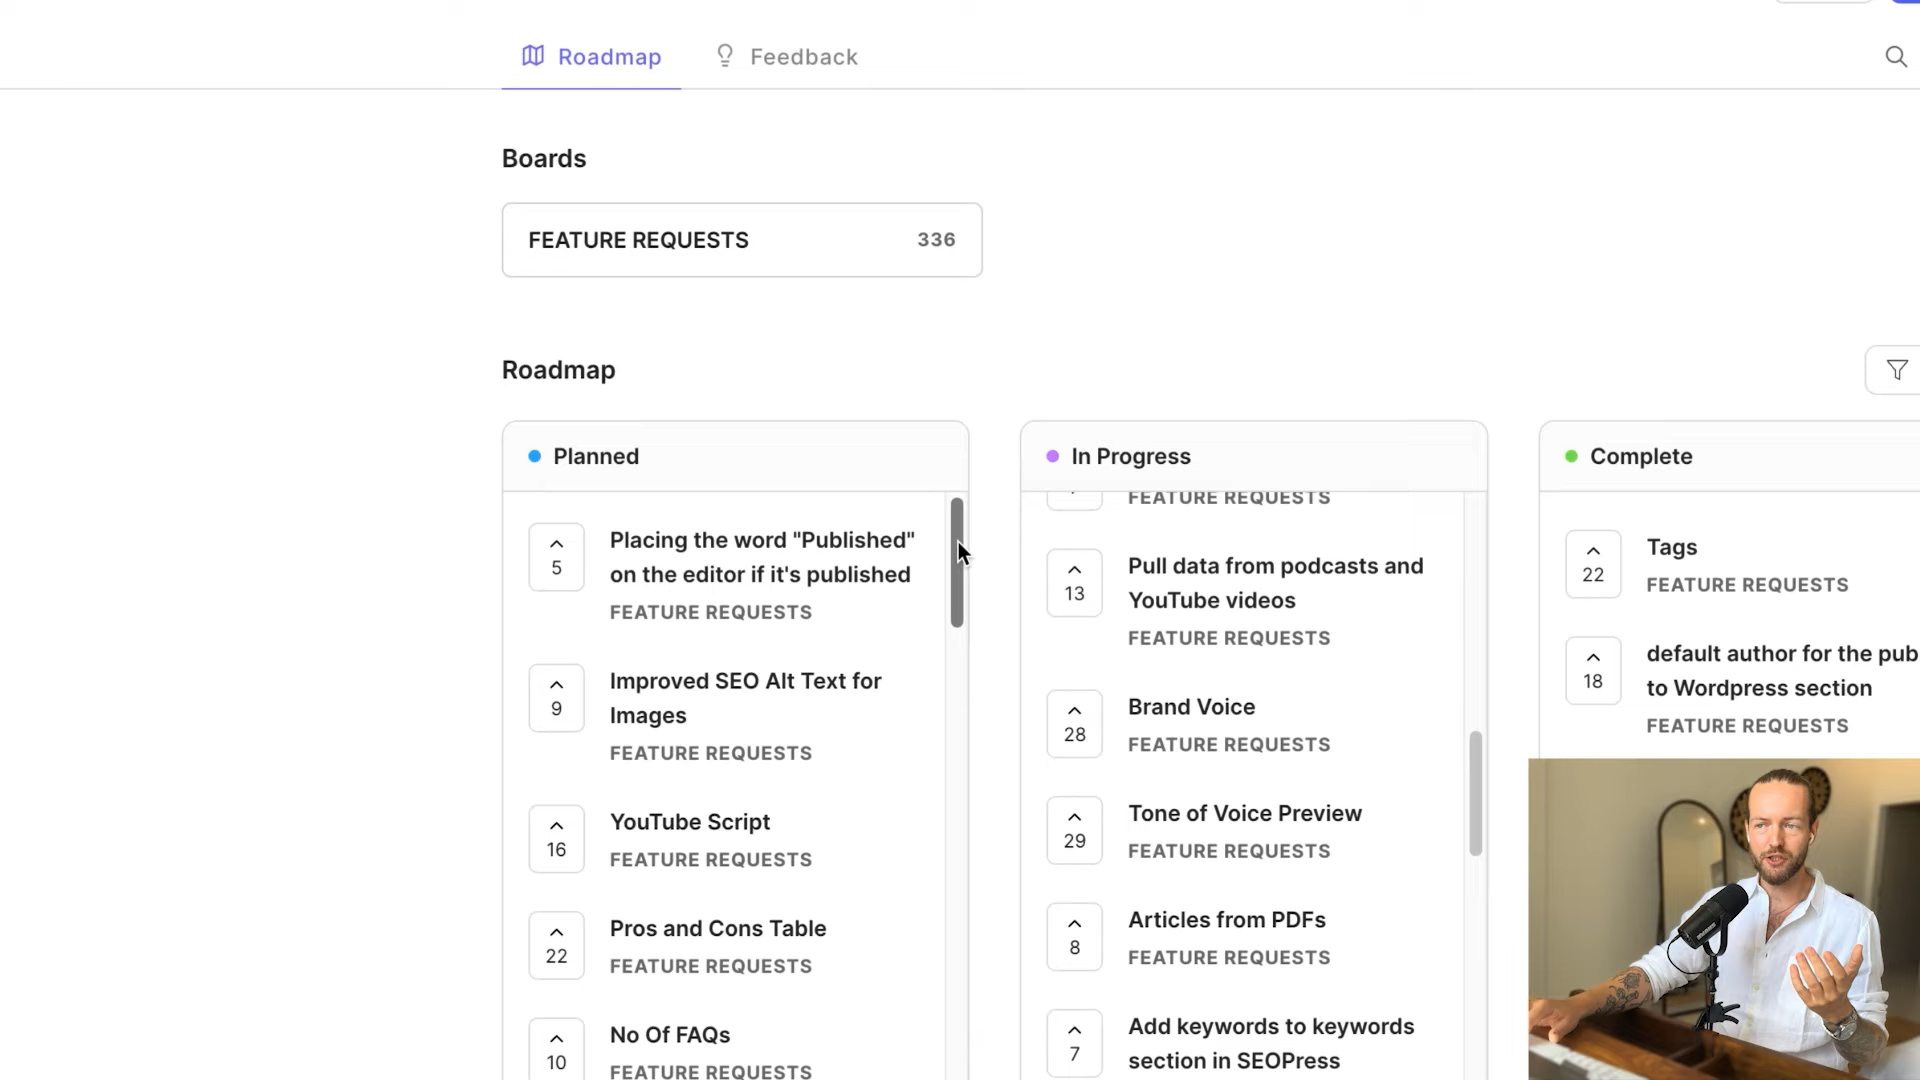 Roadmap
Feedback
Boards
FEATURE REQUESTS 336
Roadmap
Planned
5
Placing the word "Published"
on the editor if it's published
FEATURE REQUESTS
9
Improved SEO Alt Text for
Images
FEATURE REQUESTS
16
YouTube Script
FEATURE REQUESTS
22
Pros and Cons Table
FEATURE REQUESTS
10
No Of FAQs
FEATURE REQUESTS
In Progress
FEATURE REQUESTS
13
Pull data from podcasts and
YouTube videos
FEATURE REQUESTS
28
Brand Voice
FEATURE REQUESTS
29
Tone of Voice Preview
FEATURE REQUESTS
8
Articles from PDFs
FEATURE REQUESTS
7
Add keywords to keywords
section in SEOPress
Complete
22
Tags
FEATURE REQUESTS
18
default author for the pub
to Wordpress section
FEATURE REQUESTS